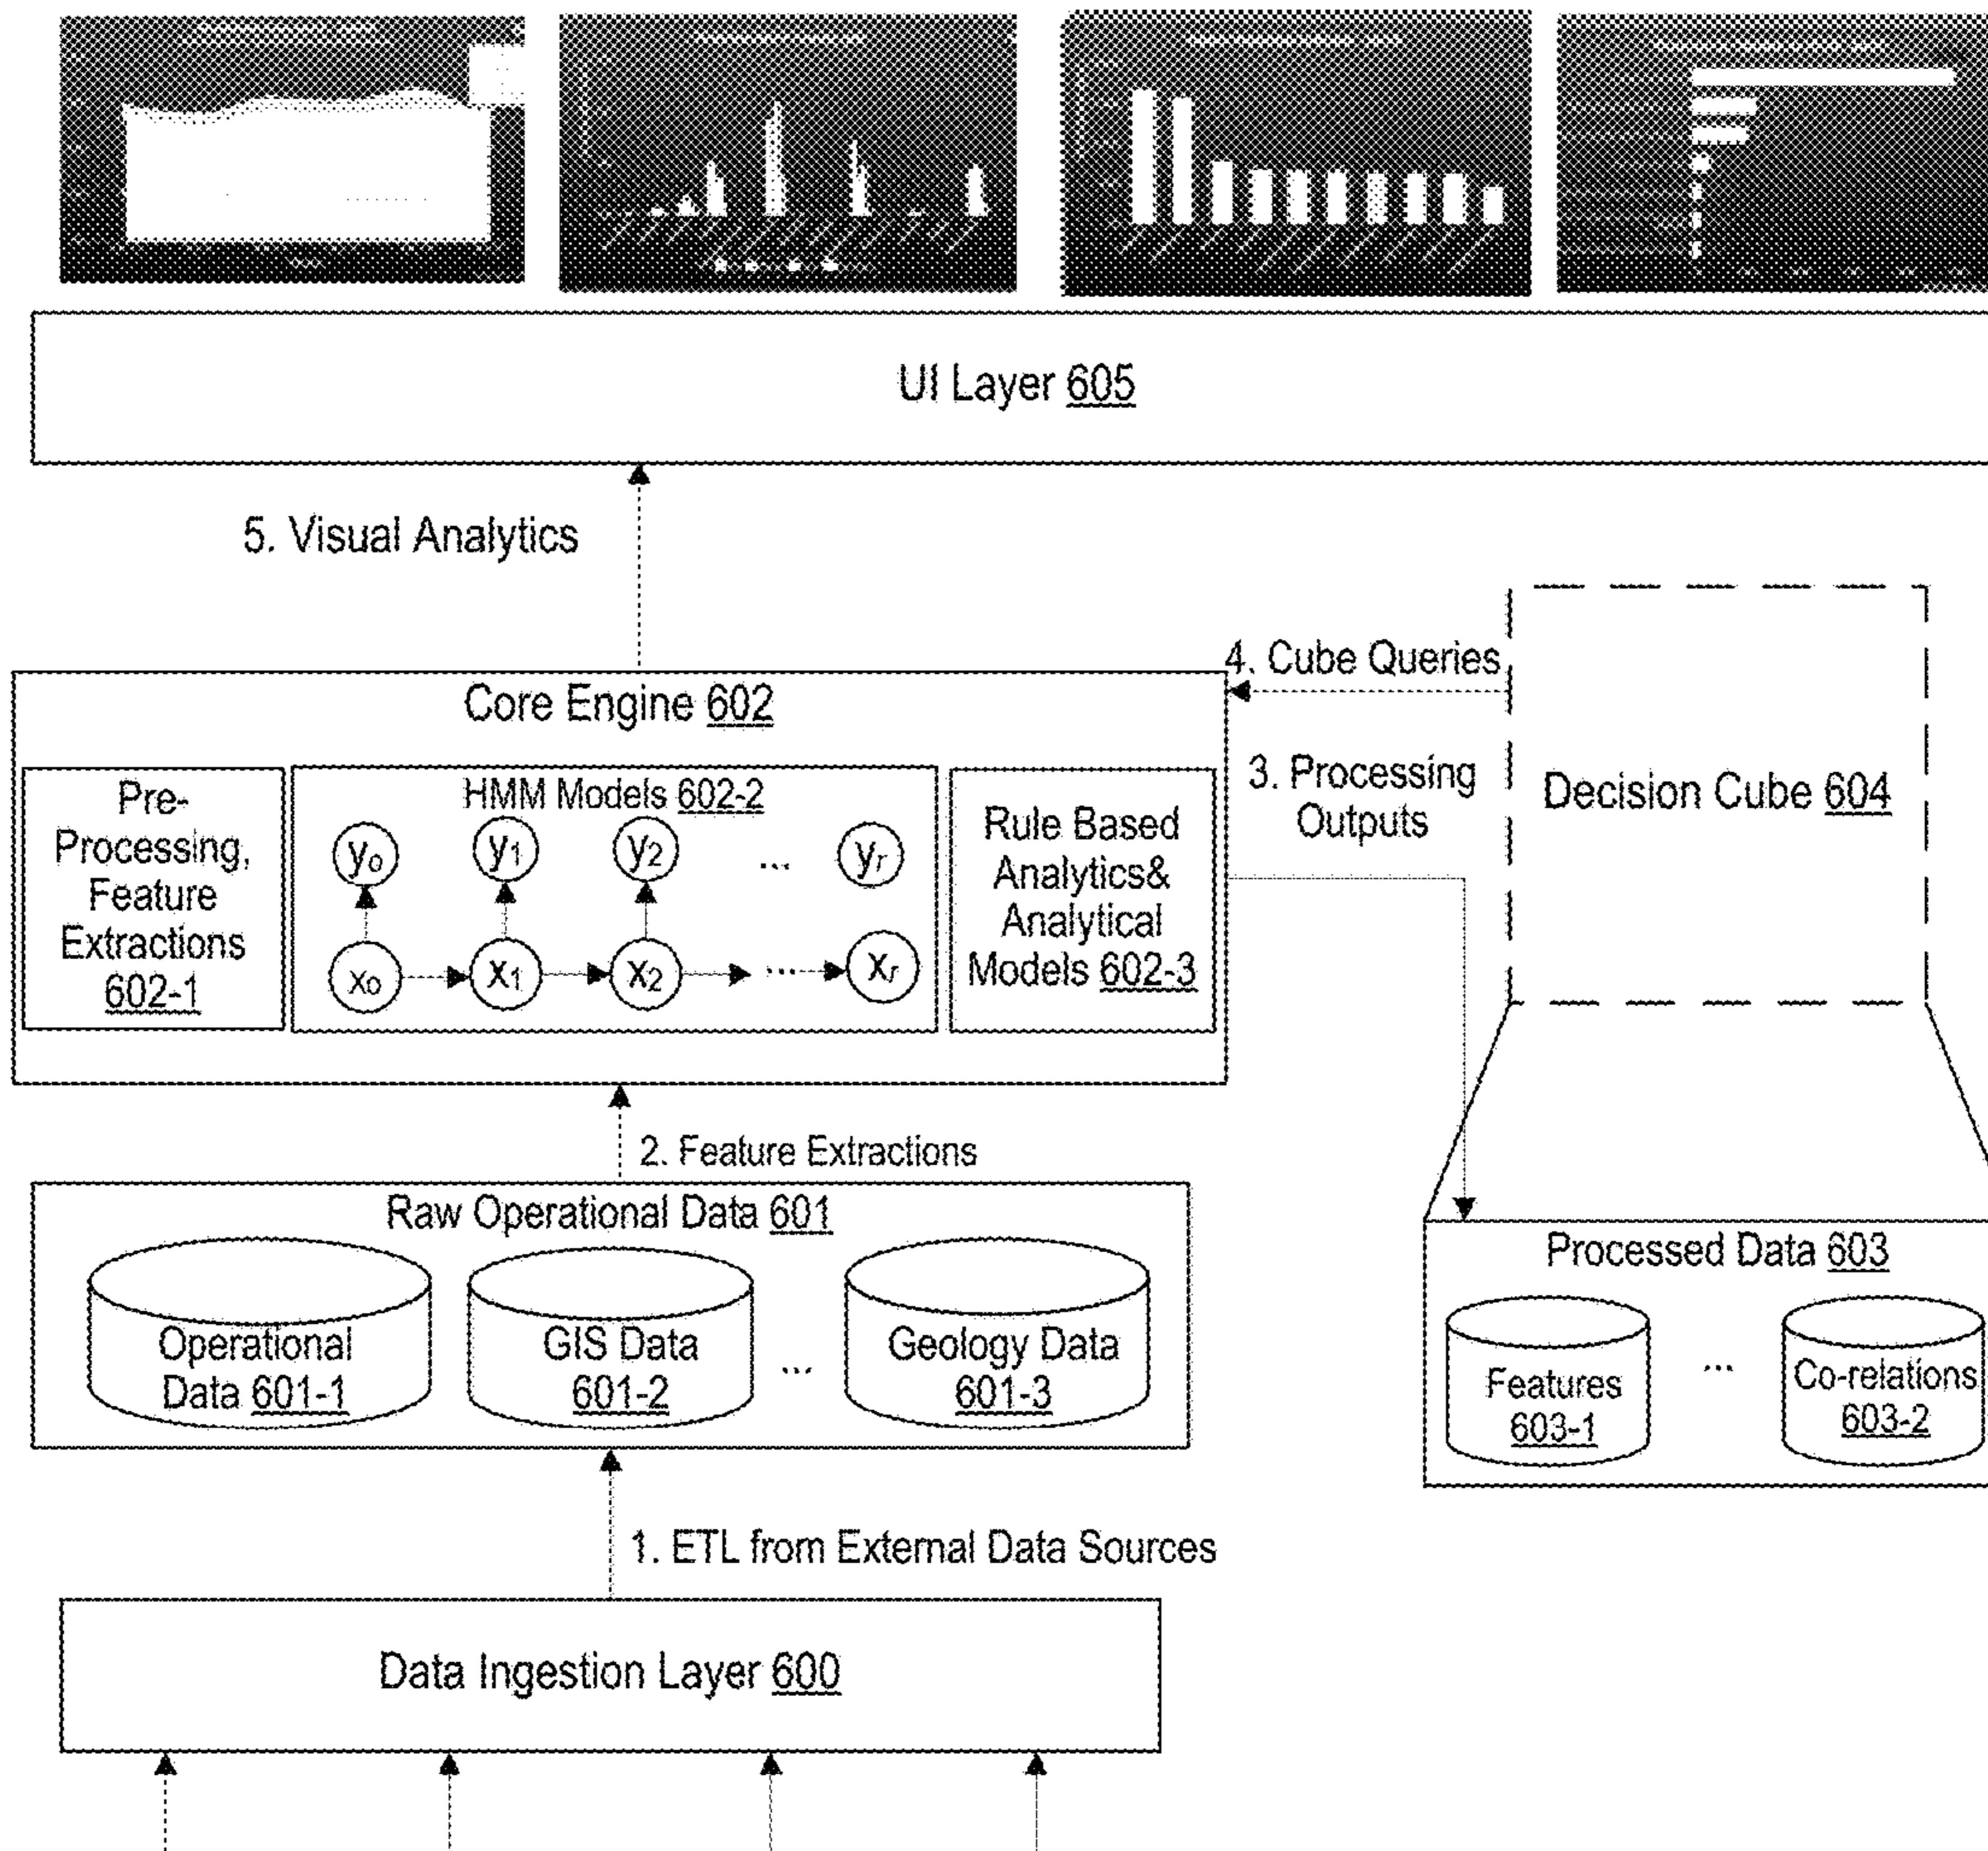 UI Layer 605
5. Visual Analytics
4. Cube Queries
Core Engine 602
3. Processing
Outputs
Decision Cube 604
Pre-
Processing,
Feature
Extractions
602-1
HMM Models 602-2
yo y1 y2 ... yr
xo x1 x2 ... xr
Rule Based
Analytics&
Analytical
Models 602-3
2. Feature Extractions
Raw Operational Data 601
Operational
Data 601-1
GIS Data
601-2
...
Geology Data
601-3
Processed Data 603
Features
603-1
...
Co-relations
603-2
1. ETL from External Data Sources
Data Ingestion Layer 600